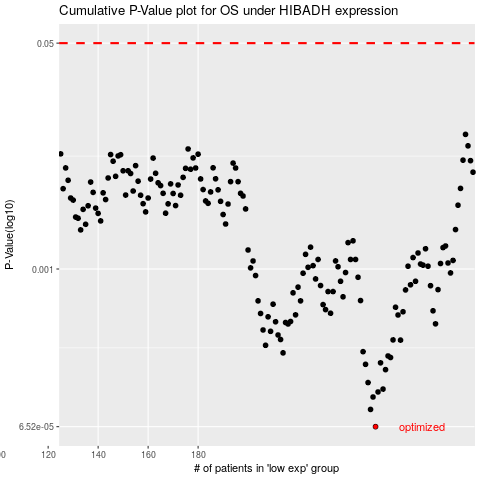 Cumulative P-Value plot for OS under HIBADH expression
0.05
P-Value(log10)
0.001
6.52e-05
optimized
00 120 140 160 180
# of patients in 'low exp' group